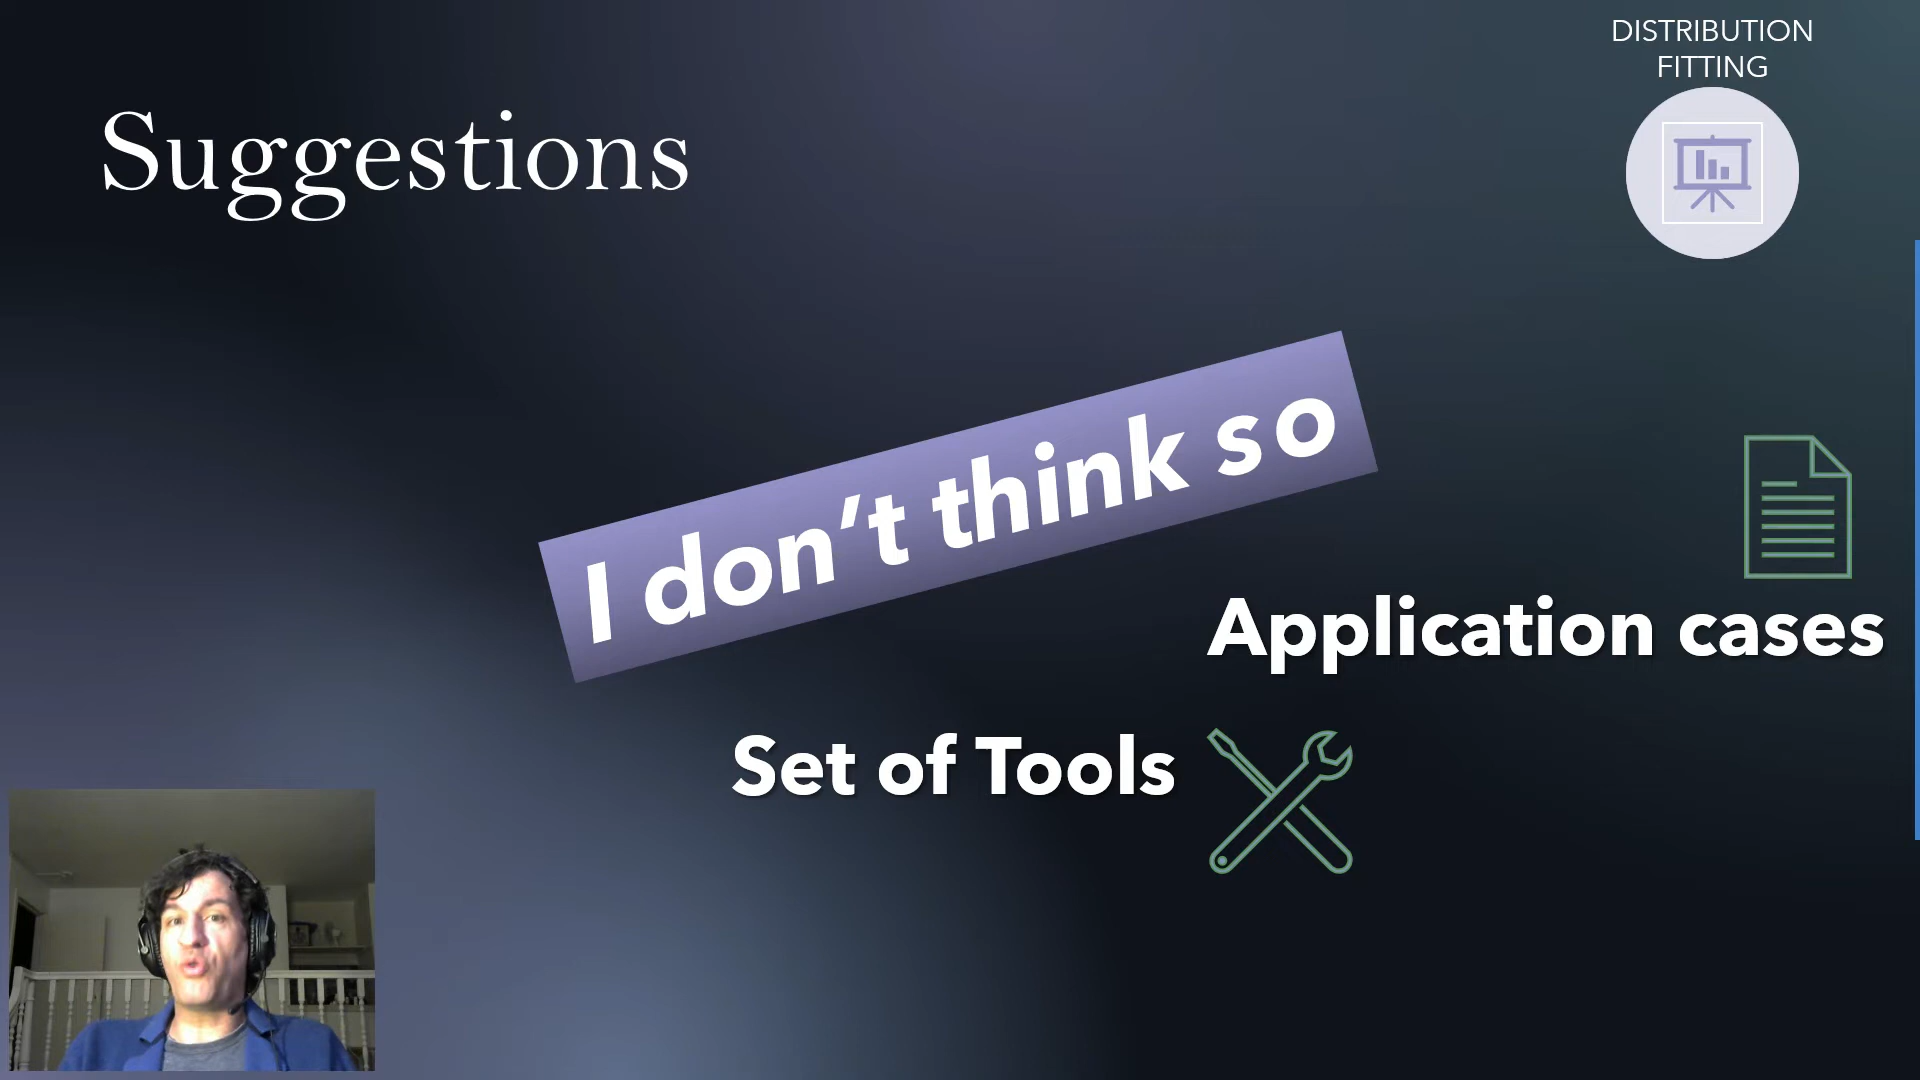 DISTRIBUTION
FITTING
Suggestions
I don’t think so
Application cases
Set of Tools